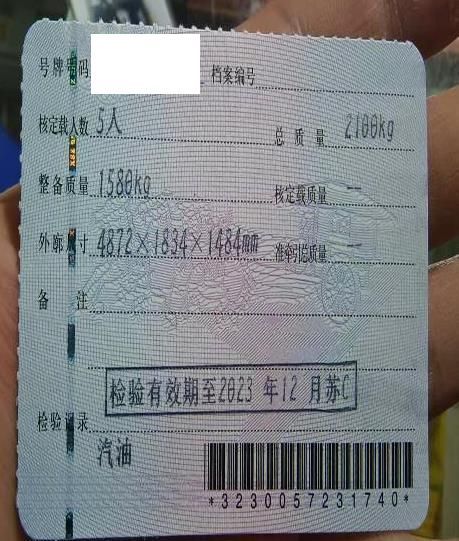 号牌号码 档案编号
核定载人数 5人 总质量 2100kg
整备质量 1580kg 核定载质量 --
外廓尺寸 4872×1834×1484mm 准牵引总质量 --
备注
检验有效期至2023 年12 月苏C
检验记录
汽油
*3230057231740*